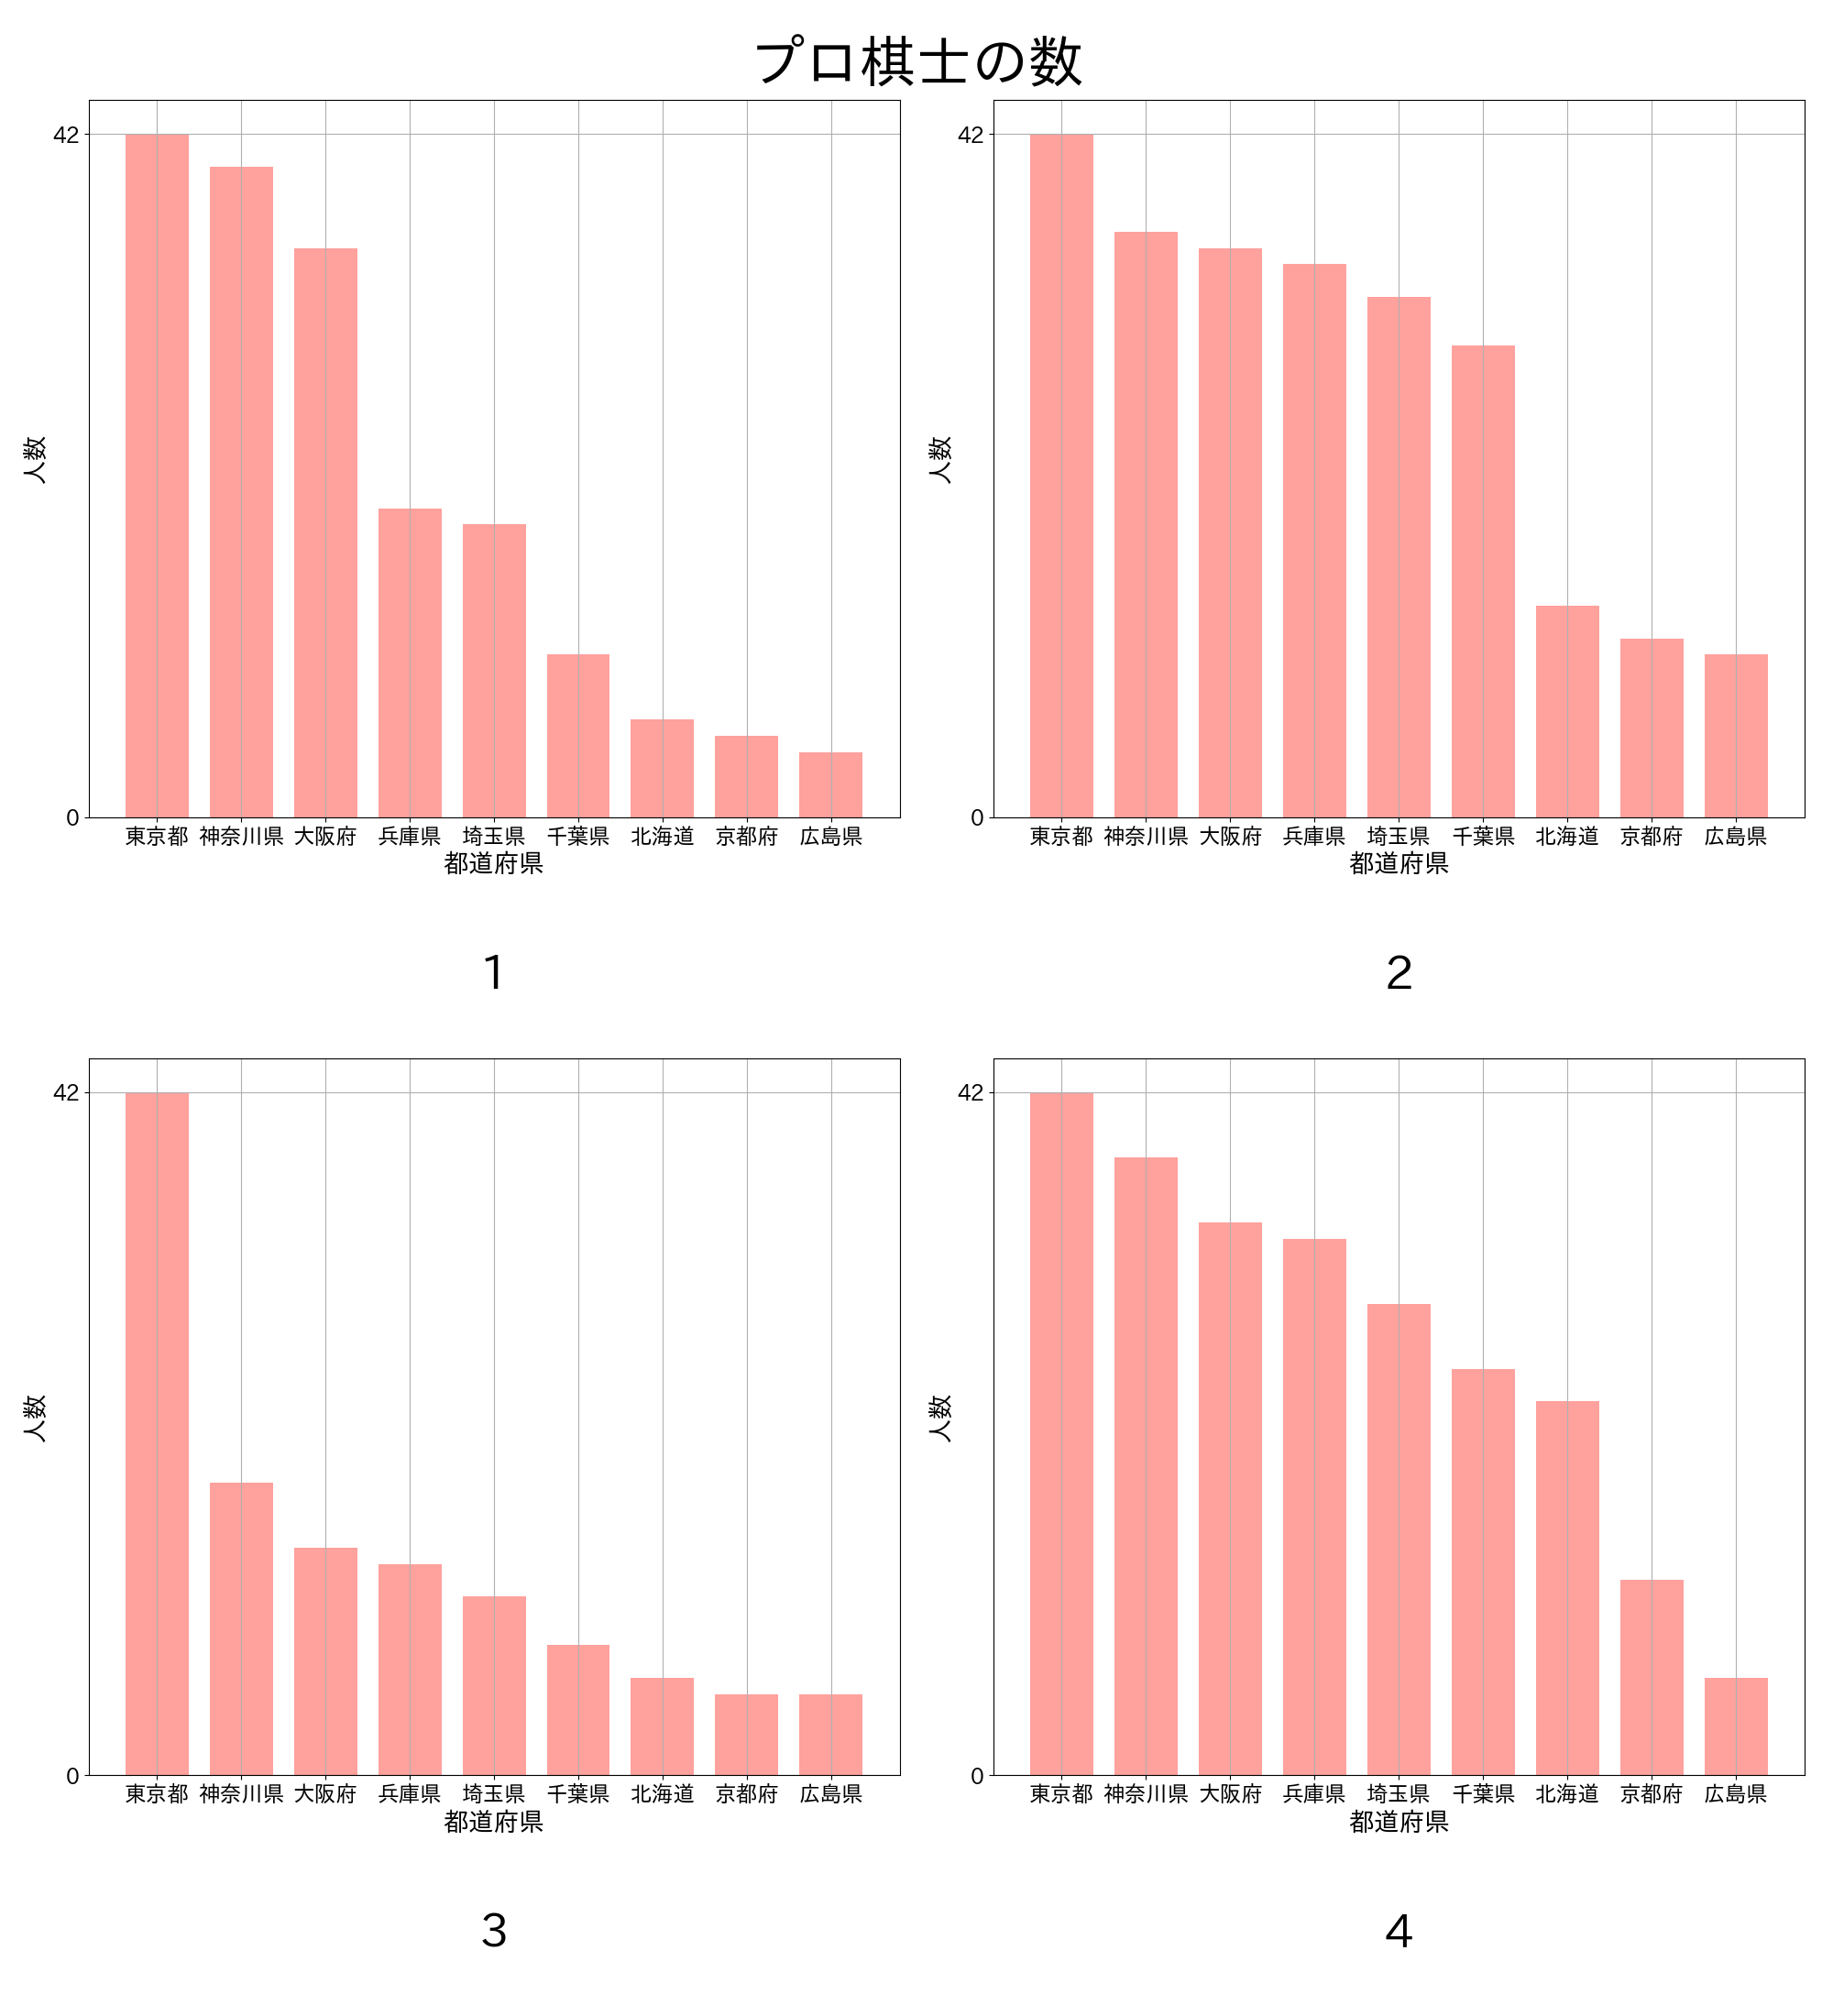 プロ棋士の数
42
0
人数
東京都 神奈川県 大阪府 兵庫県 埼玉県 千葉県 北海道 京都府 広島県
都道府県
1
42
0
人数
東京都 神奈川県 大阪府 兵庫県 埼玉県 千葉県 北海道 京都府 広島県
都道府県
2
42
0
人数
東京都 神奈川県 大阪府 兵庫県 埼玉県 千葉県 北海道 京都府 広島県
都道府県
3
42
0
人数
東京都 神奈川県 大阪府 兵庫県 埼玉県 千葉県 北海道 京都府 広島県
都道府県
4